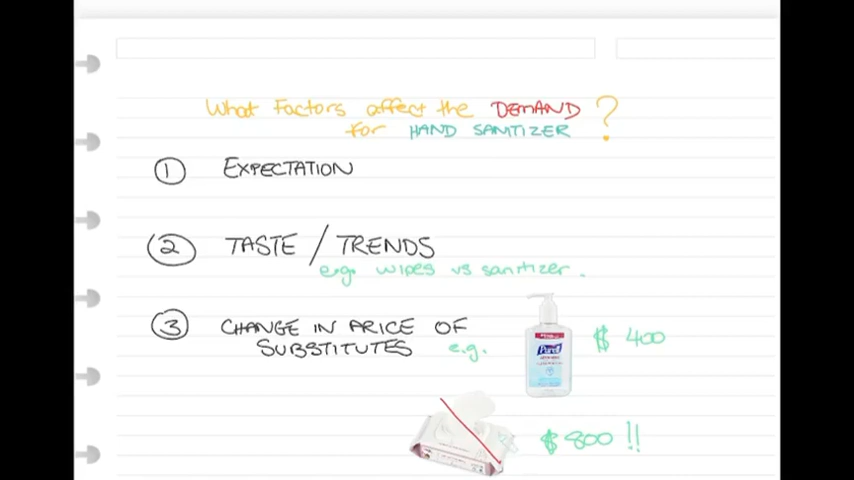 What Factors affect the DEMAND ?
for HAND SANITIZER
① EXPECTATION
② TASTE / TRENDS
e.g. wipes vs sanitizer.
③ CHANGE IN PRICE OF
SUBSTITUTES e.g.
Purell
$ 400
$ 800 !!